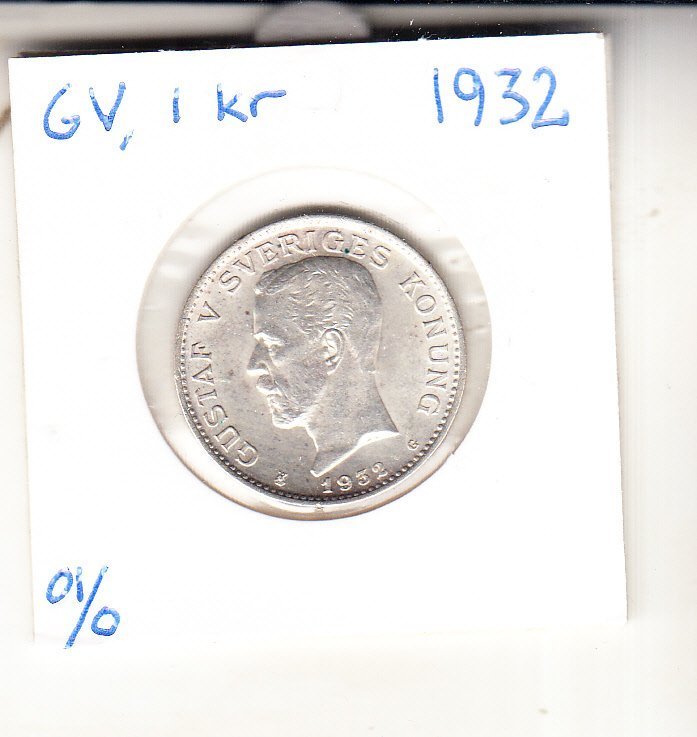 GV, 1 kr 1932
GUSTAF V SVERIGES KONUNG
1932 G
01/0